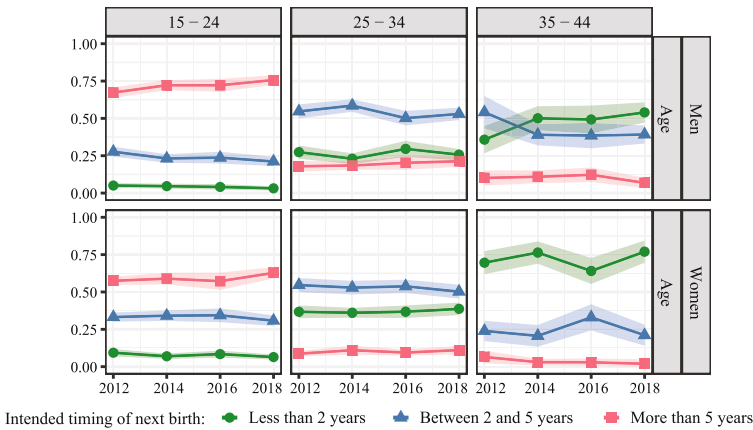 15 − 24 25 − 34 35 − 44
1.00
0.75
0.50
0.25
0.00
Age
Men
1.00
0.75
0.50
0.25
0.00
Age
Women
2012 2014 2016 2018 2012 2014 2016 2018 2012 2014 2016 2018
Intended timing of next birth: Less than 2 years Between 2 and 5 years More than 5 years